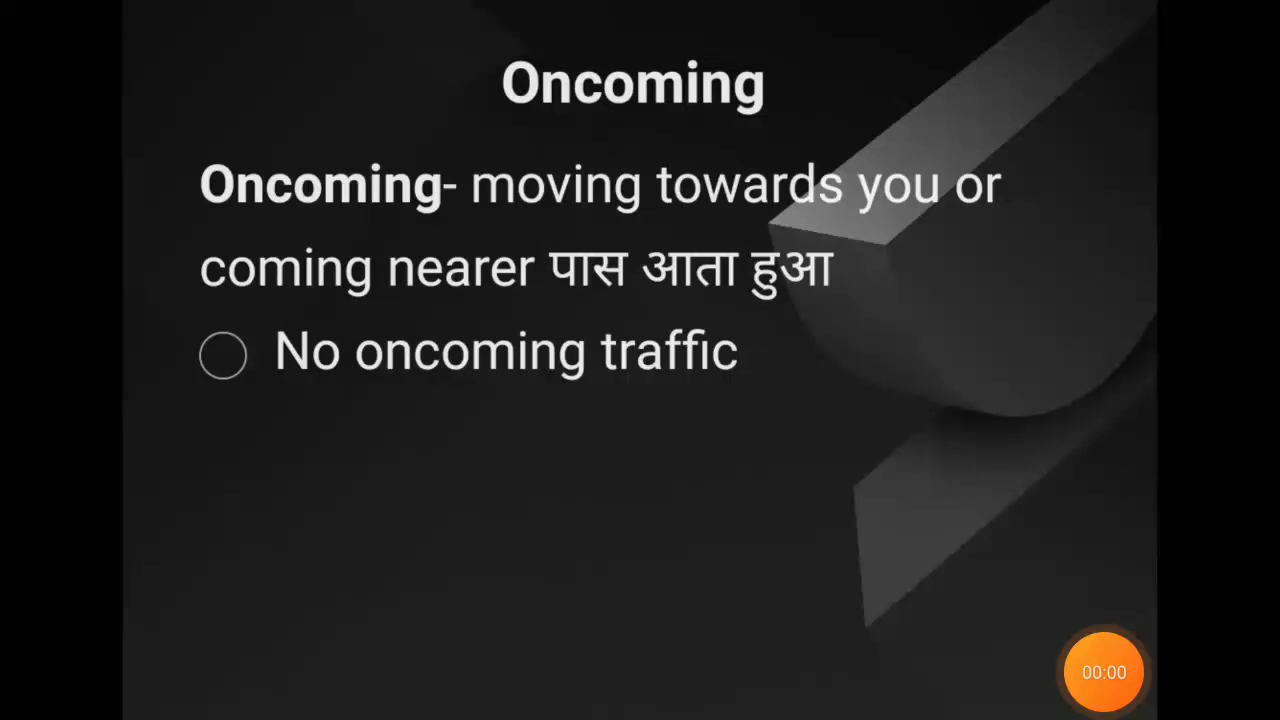 Oncoming
Oncoming- moving towards you or
coming nearer पास आता हुआ
No oncoming traffic
00:00